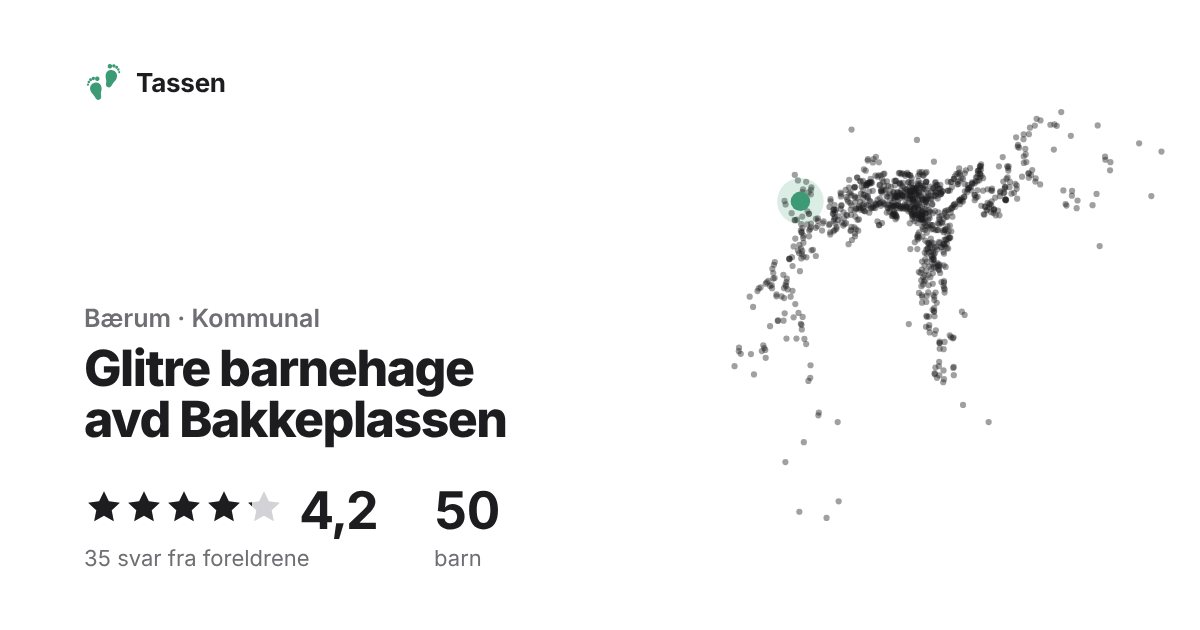 Tassen
Bærum · Kommunal
Glitre barnehage
avd Bakkeplassen
4,2
50
35 svar fra foreldrene
barn